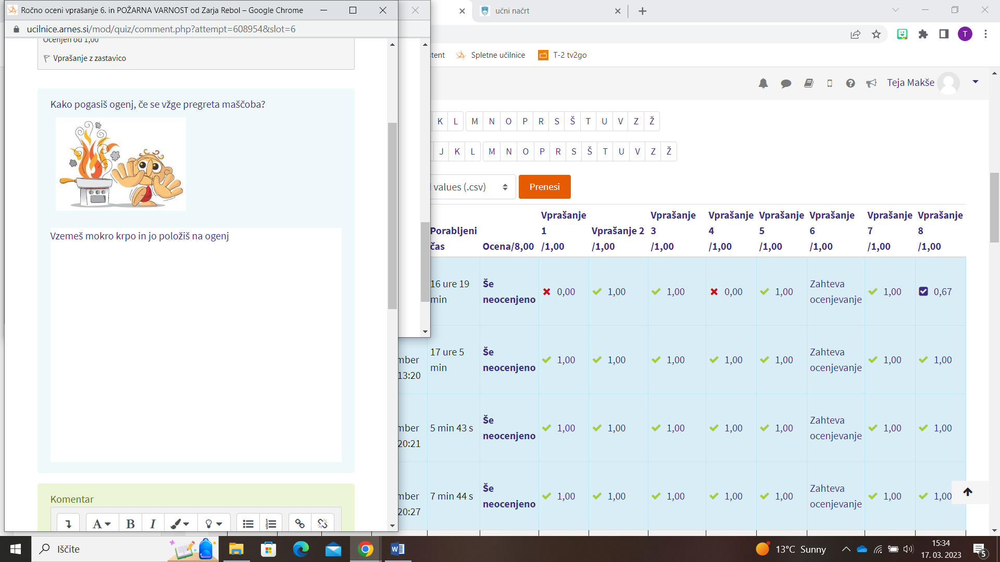 Ročno oceni vprašanje 6. in POŽARNA VARNOST od Zarja Rebol – Google Chrome
ucilnice.arnes.si/mod/quiz/comment.php?attempt=608954&slot=6
Ocenjen od 1,00
Vprašanje z zastavico
Kako pogasiš ogenj, če se vžge pregreta maščoba?
Vzemeš mokro krpo in jo položiš na ogenj
Komentar
A B I
učni načrt
T
Spletne učilnice
T-2 tv2go
Teja Makše
K L M N O P R S Š T U V Z Ž
J K L M N O P R S Š T U V Z Ž
values (.csv)
Prenesi
Porabljeni čas Ocena/8,00 Vprašanje 1 /1,00 Vprašanje 2 /1,00 Vprašanje 3 /1,00 Vprašanje 4 /1,00 Vprašanje 5 /1,00 Vprašanje 6 /1,00 Vprašanje 7 /1,00 Vprašanje 8 /1,00
16 ure 19 min Še neocenjeno 0,00 1,00 1,00 0,00 1,00 Zahteva ocenjevanje 1,00 0,67
13:20 17 ure 5 min Še neocenjeno 1,00 1,00 1,00 1,00 1,00 Zahteva ocenjevanje 1,00 1,00
20:21 5 min 43 s Še neocenjeno 1,00 1,00 1,00 1,00 1,00 Zahteva ocenjevanje 1,00 1,00
20:27 7 min 44 s Še neocenjeno 1,00 1,00 1,00 1,00 1,00 Zahteva ocenjevanje 1,00 1,00
Iščite
13°C Sunny
15:34
17. 03. 2023
5